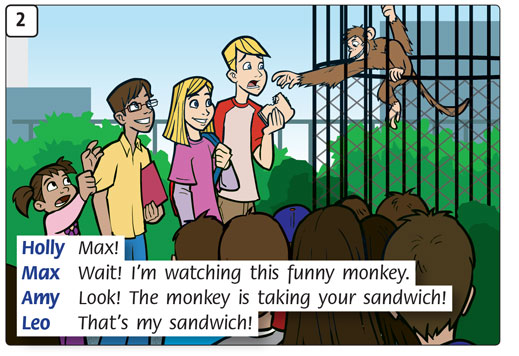 2
Holly Max!
Max Wait! I'm watching this funny monkey.
Amy Look! The monkey is taking your sandwich!
Leo That's my sandwich!